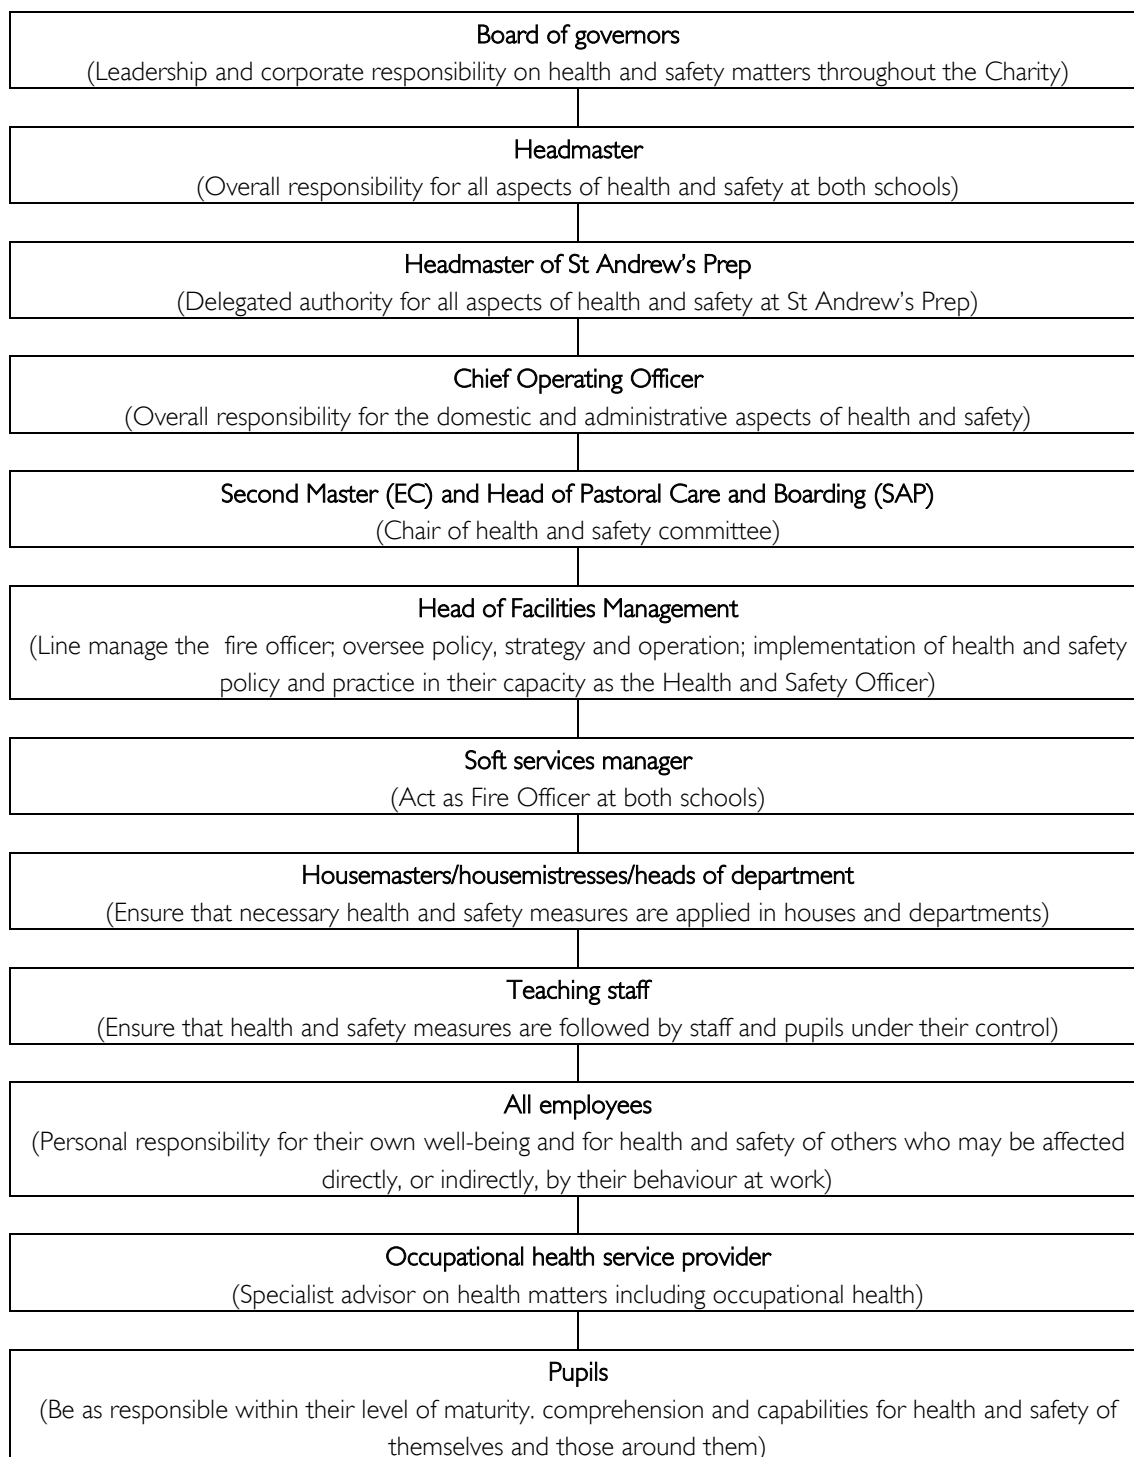 Board of governors
(Leadership and corporate responsibility on health and safety matters throughout the Charity)
Headmaster
(Overall responsibility for all aspects of health and safety at both schools)
Headmaster of St Andrew’s Prep
(Delegated authority for all aspects of health and safety at St Andrew’s Prep)
Chief Operating Officer
(Overall responsibility for the domestic and administrative aspects of health and safety)
Second Master (EC) and Head of Pastoral Care and Boarding (SAP)
(Chair of health and safety committee)
Head of Facilities Management
(Line manage the  fire officer; oversee policy, strategy and operation; implementation of health and safety
policy and practice in their capacity as the Health and Safety Officer)
Soft services manager
(Act as Fire Officer at both schools)
Housemasters/housemistresses/heads of department
(Ensure that necessary health and safety measures are applied in houses and departments)
Teaching staff
(Ensure that health and safety measures are followed by staff and pupils under their control)
All employees
(Personal responsibility for their own well-being and for health and safety of others who may be affected
directly, or indirectly, by their behaviour at work)
Occupational health service provider
(Specialist advisor on health matters including occupational health)
Pupils
(Be as responsible within their level of maturity. comprehension and capabilities for health and safety of
themselves and those around them)